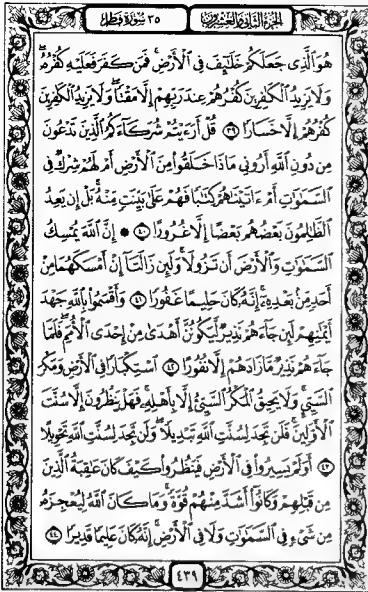 الجزء الثاني والعشرون
٣٥ سورة فاطر
هُوَ ٱلَّذِى جَعَلَكُمْ خَلَٰٓئِفَ فِى ٱلْأَرْضِ ۚ فَمَن كَفَرَ فَعَلَيْهِ كُفْرُهُۥ ۖ
وَلَا يَزِيدُ ٱلْكَٰفِرِينَ كُفْرُهُمْ عِندَ رَبِّهِمْ إِلَّا مَقْتًا ۖ وَلَا يَزِيدُ ٱلْكَٰفِرِينَ
كُفْرُهُمْ إِلَّا خَسَارًا ٣٩ قُلْ أَرَءَيْتُمْ شُرَكَآءَكُمُ ٱلَّذِينَ تَدْعُونَ
مِن دُونِ ٱللَّهِ أَرُونِى مَاذَا خَلَقُوا۟ مِنَ ٱلْأَرْضِ أَمْ لَهُمْ شِرْكٌ فِى
ٱلسَّمَٰوَٰتِ أَمْ ءَاتَيْنَٰهُمْ كِتَٰبًا فَهُمْ عَلَىٰ بَيِّنَتٍ مِّنْهُ ۚ بَلْ إِن يَعِدُ
ٱلظَّٰلِمُونَ بَعْضُهُم بَعْضًا إِلَّا غُرُورًا ٤٠ ۞ إِنَّ ٱللَّهَ يُمْسِكُ
ٱلسَّمَٰوَٰتِ وَٱلْأَرْضَ أَن تَزُولَا ۚ وَلَئِن زَالَتَآ إِنْ أَمْسَكَهُمَا مِنْ
أَحَدٍ مِّنۢ بَعْدِهِۦٓ ۚ إِنَّهُۥ كَانَ حَلِيمًا غَفُورًا ٤١ وَأَقْسَمُوا۟ بِٱللَّهِ جَهْدَ
أَيْمَٰنِهِمْ لَئِن جَآءَهُمْ نَذِيرٌ لَّيَكُونُنَّ أَهْدَىٰ مِنْ إِحْدَى ٱلْأُمَمِ ۖ فَلَمَّا
جَآءَهُمْ نَذِيرٌ مَّا زَادَهُمْ إِلَّا نُفُورًا ٤٢ ٱسْتِكْبَارًا فِى ٱلْأَرْضِ وَمَكْرَ
ٱلسَّيِّئِ ۚ وَلَا يَحِيقُ ٱلْمَكْرُ ٱلسَّيِّئُ إِلَّا بِأَهْلِهِۦ ۚ فَهَلْ يَنظُرُونَ إِلَّا سُنَّتَ
ٱلْأَوَّلِينَ ۚ فَلَن تَجِدَ لِسُنَّتِ ٱللَّهِ تَبْدِيلًا ۖ وَلَن تَجِدَ لِسُنَّتِ ٱللَّهِ تَحْوِيلًا
٤٣ أَوَلَمْ يَسِيرُوا۟ فِى ٱلْأَرْضِ فَيَنظُرُوا۟ كَيْفَ كَانَ عَٰقِبَةُ ٱلَّذِينَ
مِن قَبْلِهِمْ وَكَانُوٓا۟ أَشَدَّ مِنْهُمْ قُوَّةً ۚ وَمَا كَانَ ٱللَّهُ لِيُعْجِزَهُۥ
مِن شَىْءٍ فِى ٱلسَّمَٰوَٰتِ وَلَا فِى ٱلْأَرْضِ ۚ إِنَّهُۥ كَانَ عَلِيمًا قَدِيرًا ٤٤
٤٣٩